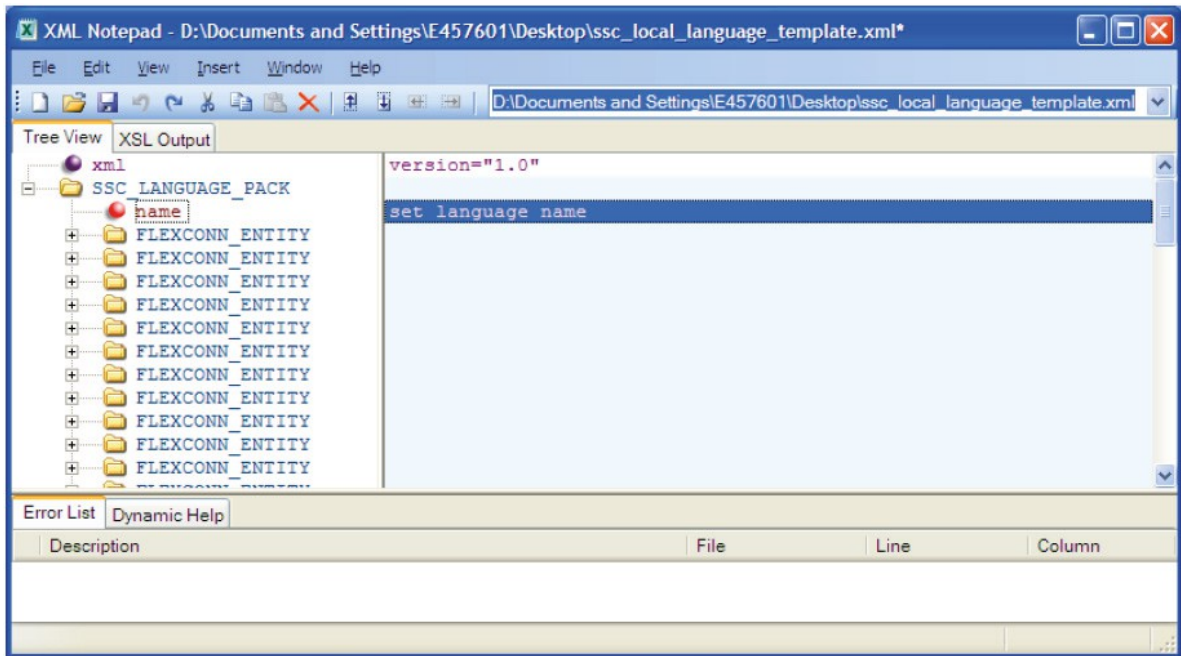 XML Notepad - D:\Documents and Settings\E457601\Desktop\ssc_local_language_template.xml*
File Edit View Insert Window Help
D:\Documents and Settings\E457601\Desktop\ssc_local_language_template.xml
Tree View XSL Output
xml version="1.0"
SSC_LANGUAGE_PACK
name set language name
FLEXCONN_ENTITY
FLEXCONN_ENTITY
FLEXCONN_ENTITY
FLEXCONN_ENTITY
FLEXCONN_ENTITY
FLEXCONN_ENTITY
FLEXCONN_ENTITY
FLEXCONN_ENTITY
FLEXCONN_ENTITY
FLEXCONN_ENTITY
FLEXCONN_ENTITY
Error List Dynamic Help
Description File Line Column